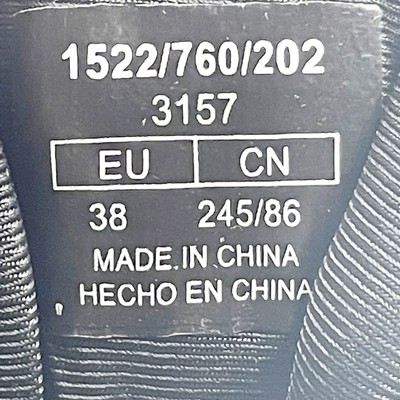 1522/760/202
3157
EU CN
38 245/86
MADE IN CHINA
HECHO EN CHINA